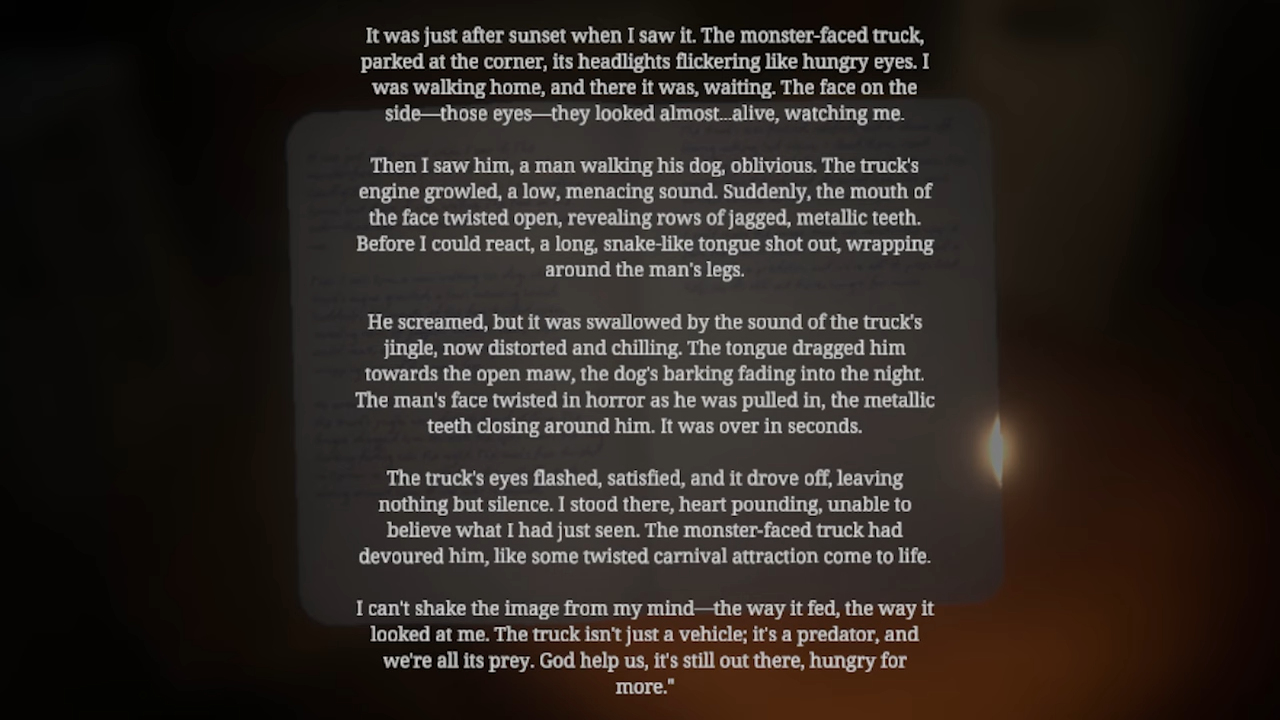 It was just after sunset when I saw it. The monster-faced truck,
parked at the corner, its headlights flickering like hungry eyes. I
was walking home, and there it was, waiting. The face on the
side—those eyes—they looked almost...alive, watching me.

Then I saw him, a man walking his dog, oblivious. The truck's
engine growled, a low, menacing sound. Suddenly, the mouth of
the face twisted open, revealing rows of jagged, metallic teeth.
Before I could react, a long, snake-like tongue shot out, wrapping
around the man's legs.

He screamed, but it was swallowed by the sound of the truck's
jingle, now distorted and chilling. The tongue dragged him
towards the open maw, the dog's barking fading into the night.
The man's face twisted in horror as he was pulled in, the metallic
teeth closing around him. It was over in seconds.

The truck's eyes flashed, satisfied, and it drove off, leaving
nothing but silence. I stood there, heart pounding, unable to
believe what I had just seen. The monster-faced truck had
devoured him, like some twisted carnival attraction come to life.

I can't shake the image from my mind—the way it fed, the way it
looked at me. The truck isn't just a vehicle; it's a predator, and
we're all its prey. God help us, it's still out there, hungry for
more."